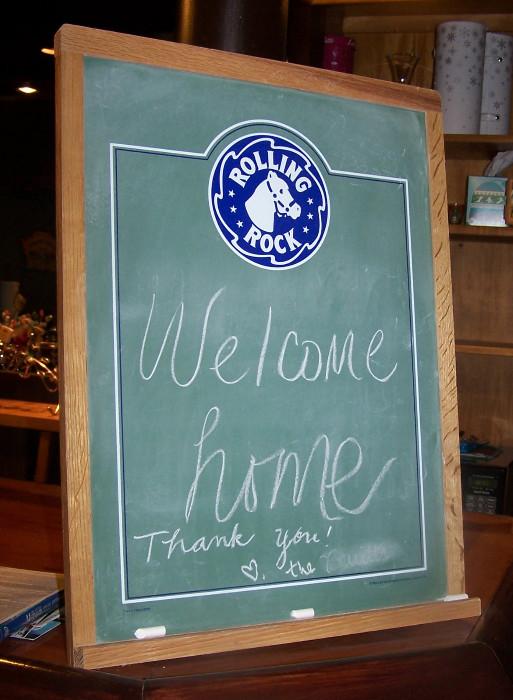 ROLLING
ROCK
Welcome
home
Thank you!
♡. the